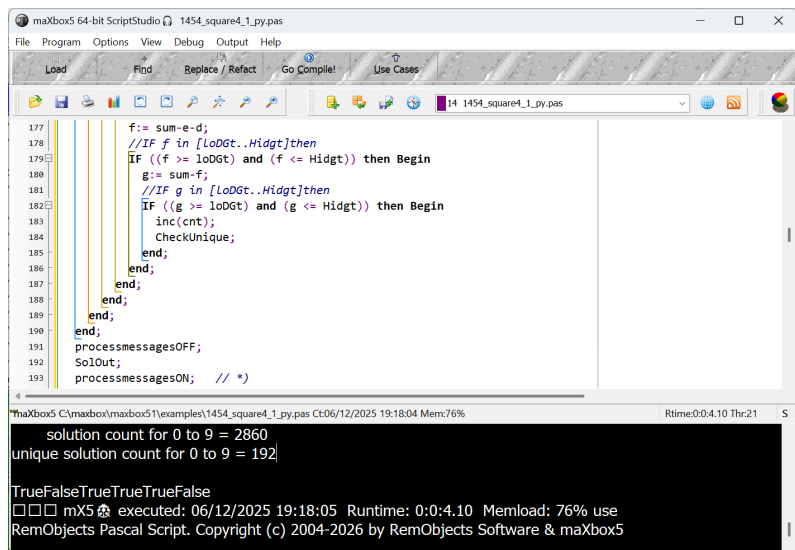 maXbox5 64-bit ScriptStudio 1454_square4_1_py.pas
File Program Options View Debug Output Help
Load Find Replace / Refact Go Compile! Use Cases
14 1454_square4_1_py.pas
177 f:= sum-e-d;
178 //IF f in [LoDGt..Hidgt]then
179 IF ((f >= loDGt) and (f <= Hidgt)) then Begin
180 g:= sum-f;
181 //IF g in [LoDGt..Hidgt]then
182 IF ((g >= loDGt) and (g <= Hidgt)) then Begin
183 inc(cnt);
184 CheckUnique;
185 end;
186 end;
187 end;
188 end;
189 end;
190 end;
191 processmessagesOFF;
192 SolOut;
193 processmessagesON; // *)
maXbox5 C:\maxbox\maxbox51\examples\1454_square4_1_py.pas Ct:06/12/2025 19:18:04 Mem:76% Rtime:0:0:4.10 Thr:21 S
solution count for 0 to 9 = 2860
unique solution count for 0 to 9 = 192
TrueFalseTrueTrueTrueFalse
mX5 executed: 06/12/2025 19:18:05 Runtime: 0:0:4.10 Memload: 76% use
RemObjects Pascal Script. Copyright (c) 2004-2026 by RemObjects Software & maXbox5